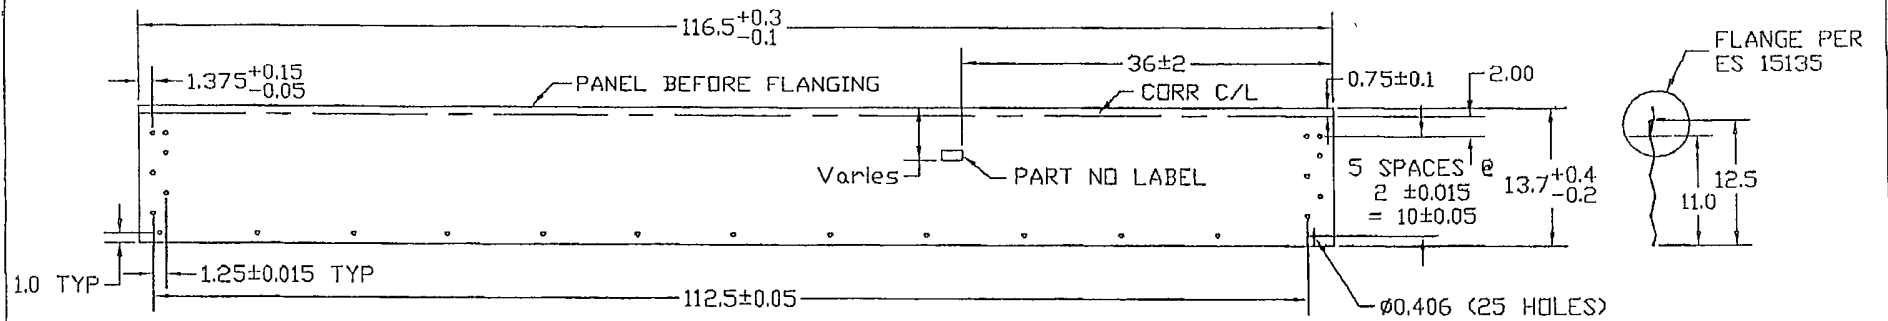 116.5+0.3
-0.1
36±2
FLANGE PER
ES 15135
1.375+0.15
-0.05
PANEL BEFORE FLANGING
CORR C/L
0.75±0.1
2.00
Varies
PART NO LABEL
5 SPACES @
2 ±0.015
= 10±0.05
13.7+0.4
-0.2
11.0
12.5
1.0 TYP
1.25±0.015 TYP
112.5±0.05
ø0.406 (25 HOLES)